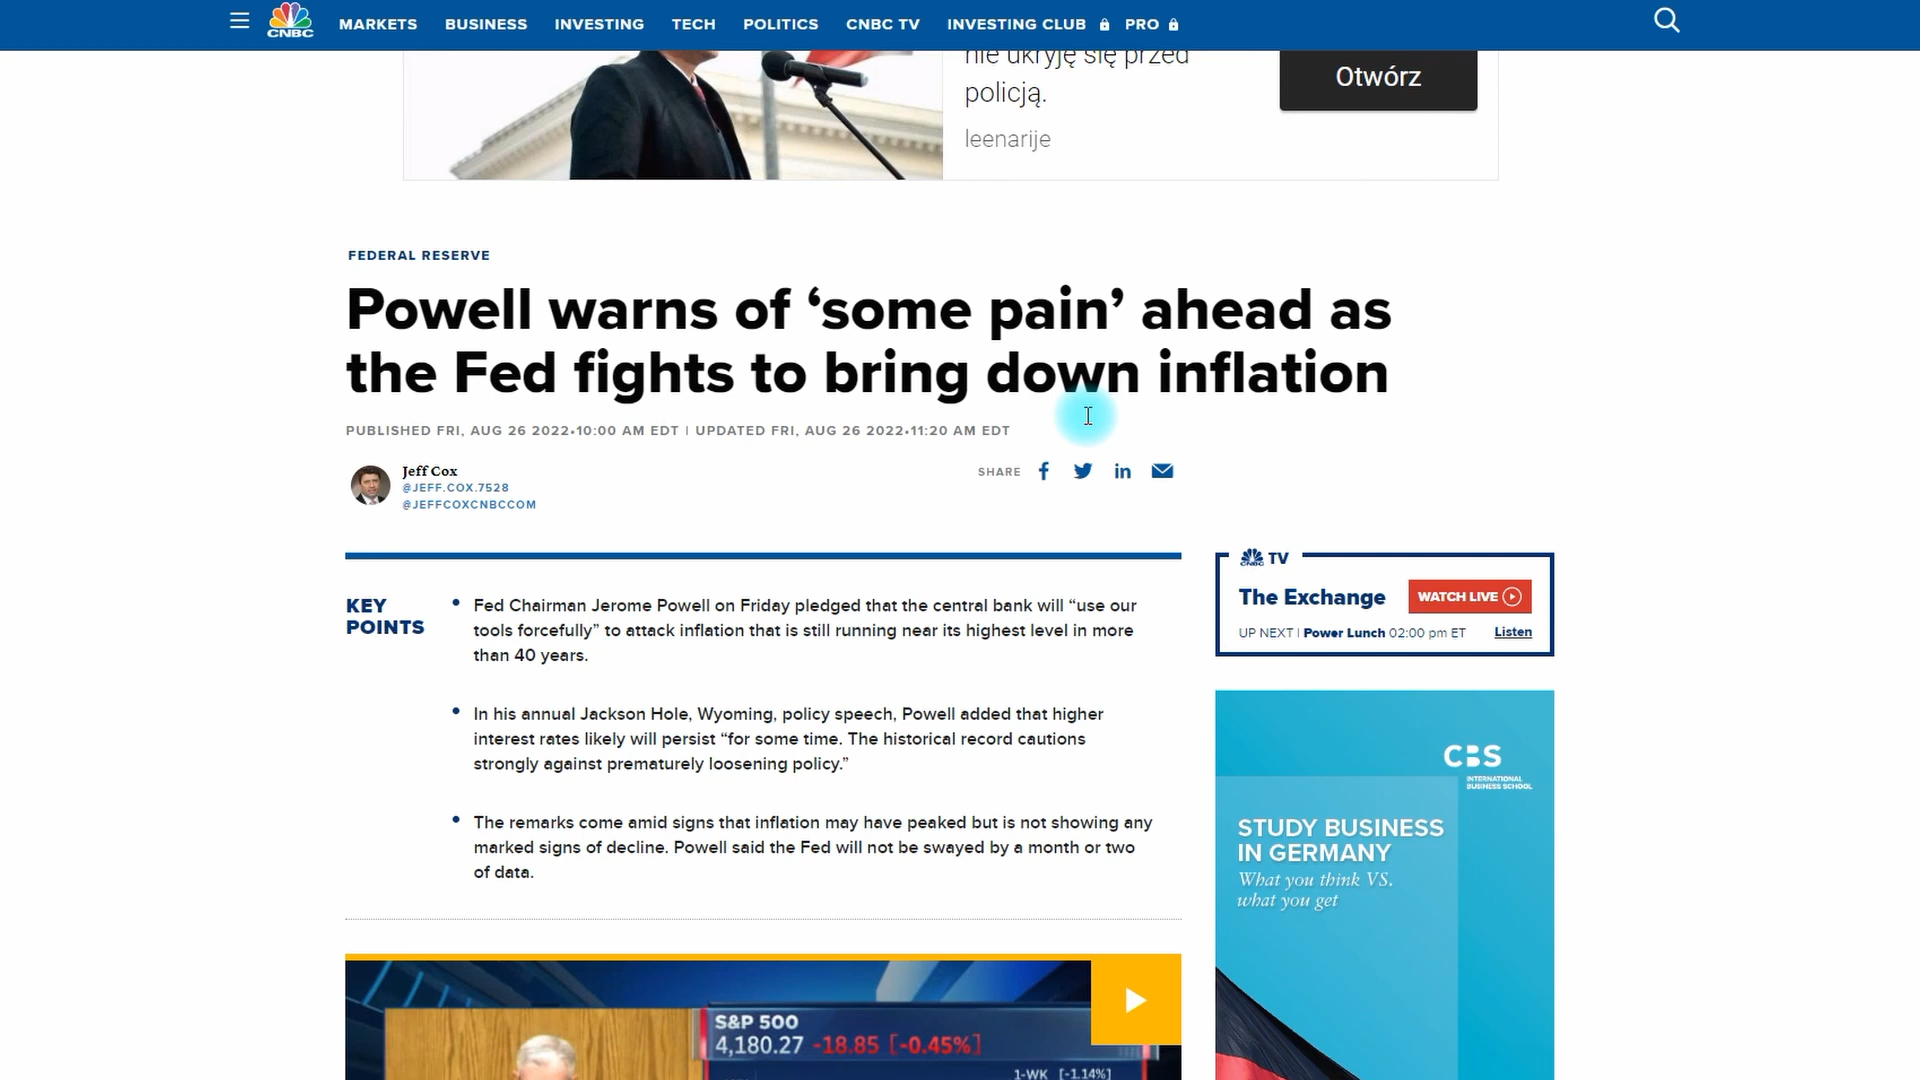 CNBC
MARKETS BUSINESS INVESTING TECH POLITICS CNBC TV INVESTING CLUB PRO
nie ukryję się przed
policją.
leenarije
Otwórz
FEDERAL RESERVE
Powell warns of ‘some pain’ ahead as
the Fed fights to bring down inflation
PUBLISHED FRI, AUG 26 2022•10:00 AM EDT | UPDATED FRI, AUG 26 2022•11:20 AM EDT
Jeff Cox
@JEFF.COX.7528
@JEFFCOXCNBCCOM
SHARE
KEY
POINTS
Fed Chairman Jerome Powell on Friday pledged that the central bank will “use our
tools forcefully” to attack inflation that is still running near its highest level in more
than 40 years.
In his annual Jackson Hole, Wyoming, policy speech, Powell added that higher
interest rates likely will persist “for some time. The historical record cautions
strongly against prematurely loosening policy.”
The remarks come amid signs that inflation may have peaked but is not showing any
marked signs of decline. Powell said the Fed will not be swayed by a month or two
of data.
S&P 500
4,180.27 -18.85 [-0.45%]
1-WK [-1.14%]
CNBC TV
The Exchange
WATCH LIVE
UP NEXT | Power Lunch 02:00 pm ET
Listen
CBS
INTERNATIONAL
BUSINESS SCHOOL
STUDY BUSINESS
IN GERMANY
What you think VS.
what you get